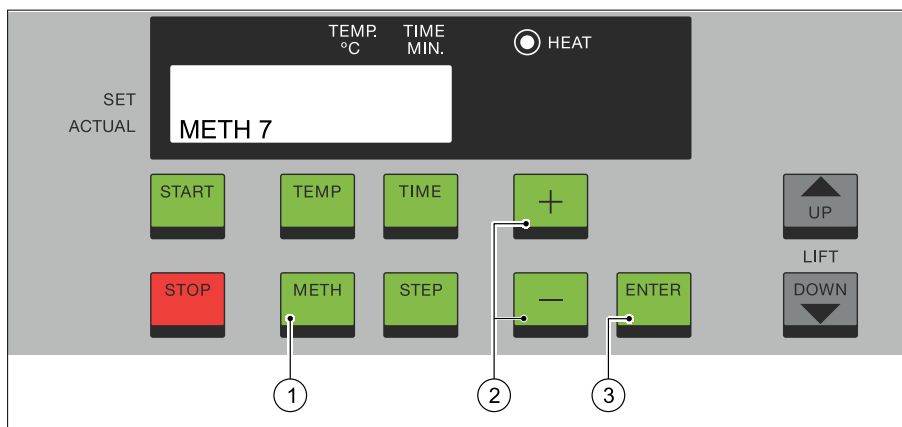 TEMP. TIME
°C MIN.
HEAT
SET
ACTUAL
METH 7
START TEMP TIME + UP
LIFT
STOP METH STEP — ENTER DOWN
1 2 3